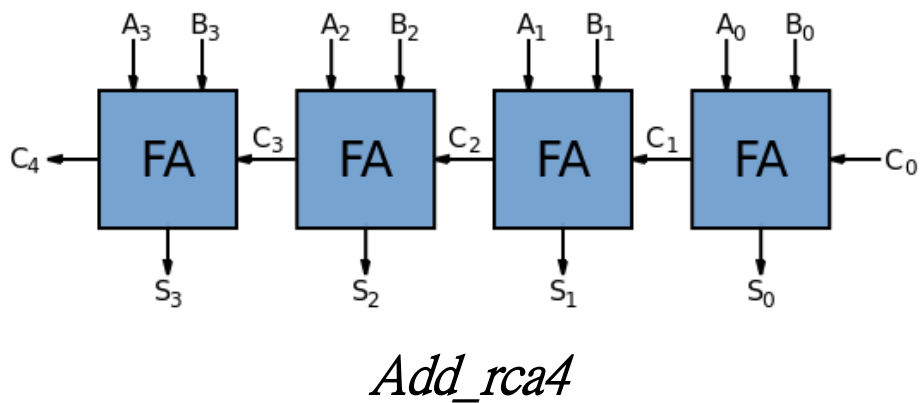 A₃ B₃ A₂ B₂ A₁ B₁ A₀ B₀
C₄ FA C₃ FA C₂ FA C₁ FA C₀
S₃ S₂ S₁ S₀
Add_rca4